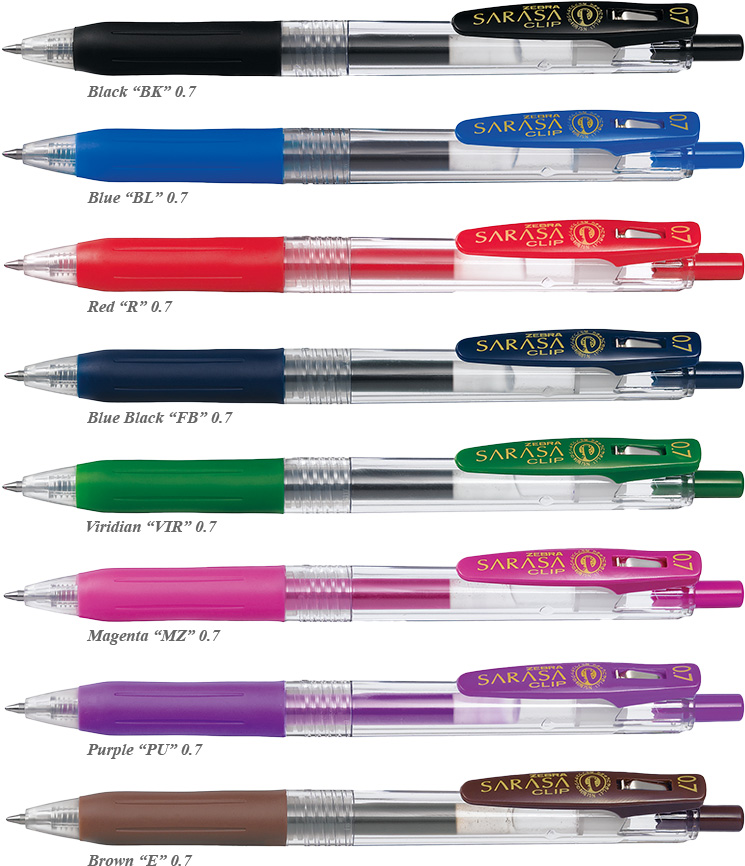 ZEBRA
SARASA
CLIP
0.7
Black “BK” 0.7
ZEBRA
SARASA
CLIP
0.7
Blue “BL” 0.7
ZEBRA
SARASA
CLIP
0.7
Red “R” 0.7
ZEBRA
SARASA
CLIP
0.7
Blue Black “FB” 0.7
ZEBRA
SARASA
CLIP
0.7
Viridian “VIR” 0.7
ZEBRA
SARASA
CLIP
0.7
Magenta “MZ” 0.7
ZEBRA
SARASA
CLIP
0.7
Purple “PU” 0.7
ZEBRA
SARASA
CLIP
0.7
Brown “E” 0.7